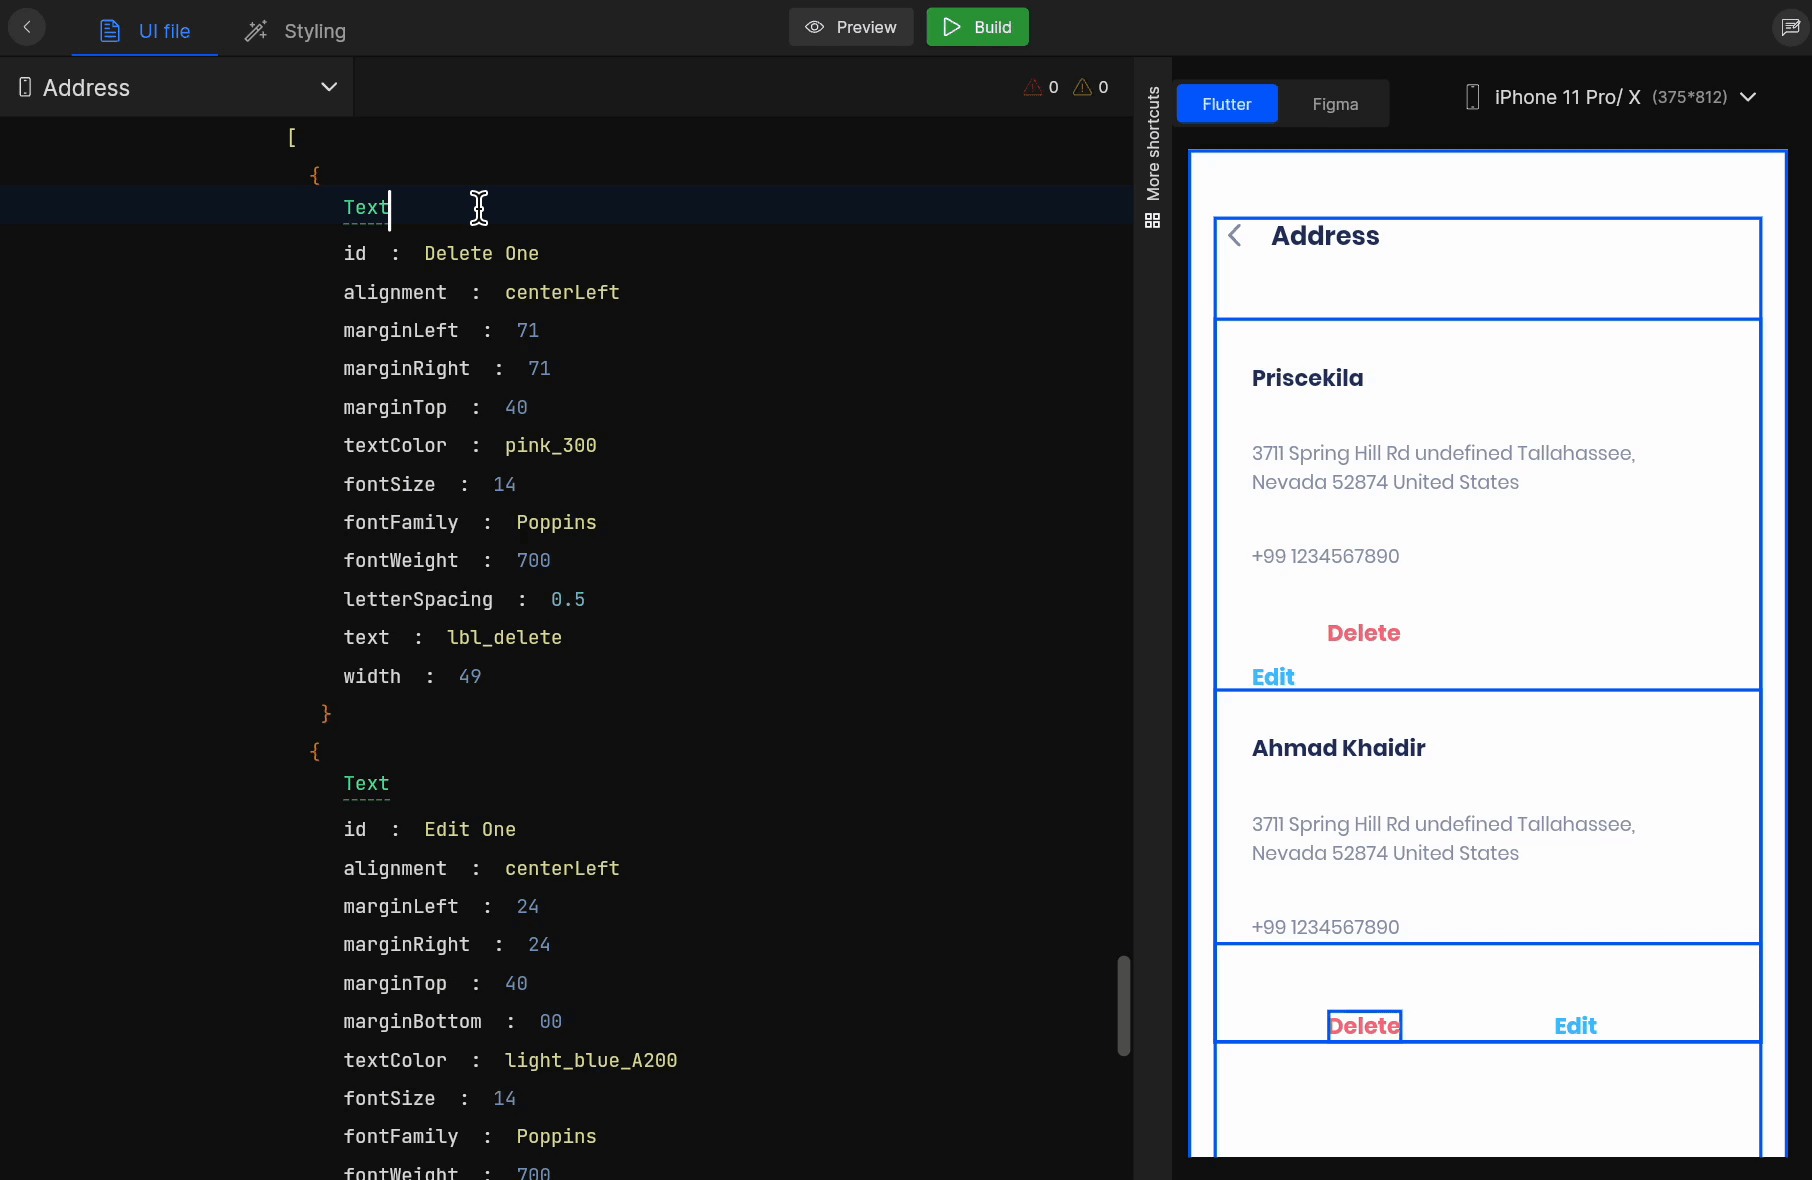 UI file
Styling
Preview
Build
Address
0
0
[
{
Text
id : Delete One
alignment : centerLeft
marginLeft : 71
marginRight : 71
marginTop : 40
textColor : pink_300
fontSize : 14
fontFamily : Poppins
fontWeight : 700
letterSpacing : 0.5
text : lbl_delete
width : 49
}
{
Text
id : Edit One
alignment : centerLeft
marginLeft : 24
marginRight : 24
marginTop : 40
marginBottom : 00
textColor : light_blue_A200
fontSize : 14
fontFamily : Poppins
fontWeight : 700
More shortcuts
Flutter
Figma
iPhone 11 Pro/ X (375*812)
Address
Priscekila
3711 Spring Hill Rd undefined Tallahassee,
Nevada 52874 United States
+99 1234567890
Delete
Edit
Ahmad Khaidir
3711 Spring Hill Rd undefined Tallahassee,
Nevada 52874 United States
+99 1234567890
Delete
Edit